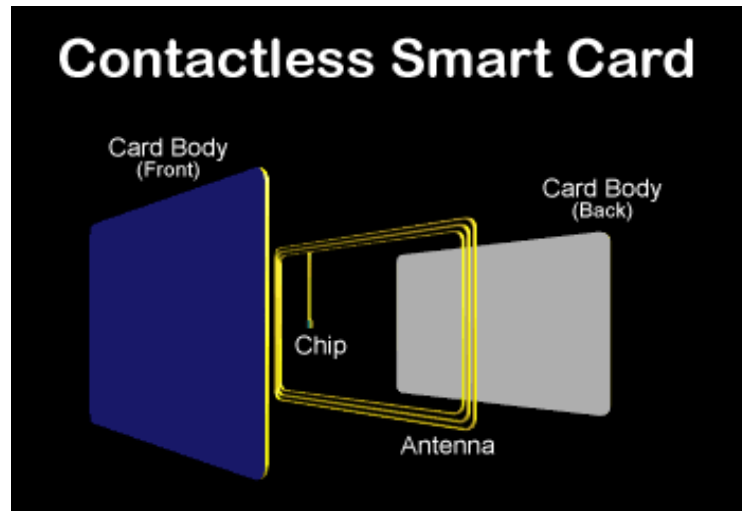 Contactless Smart Card
Card Body
(Front)
Card Body
(Back)
Chip
Antenna